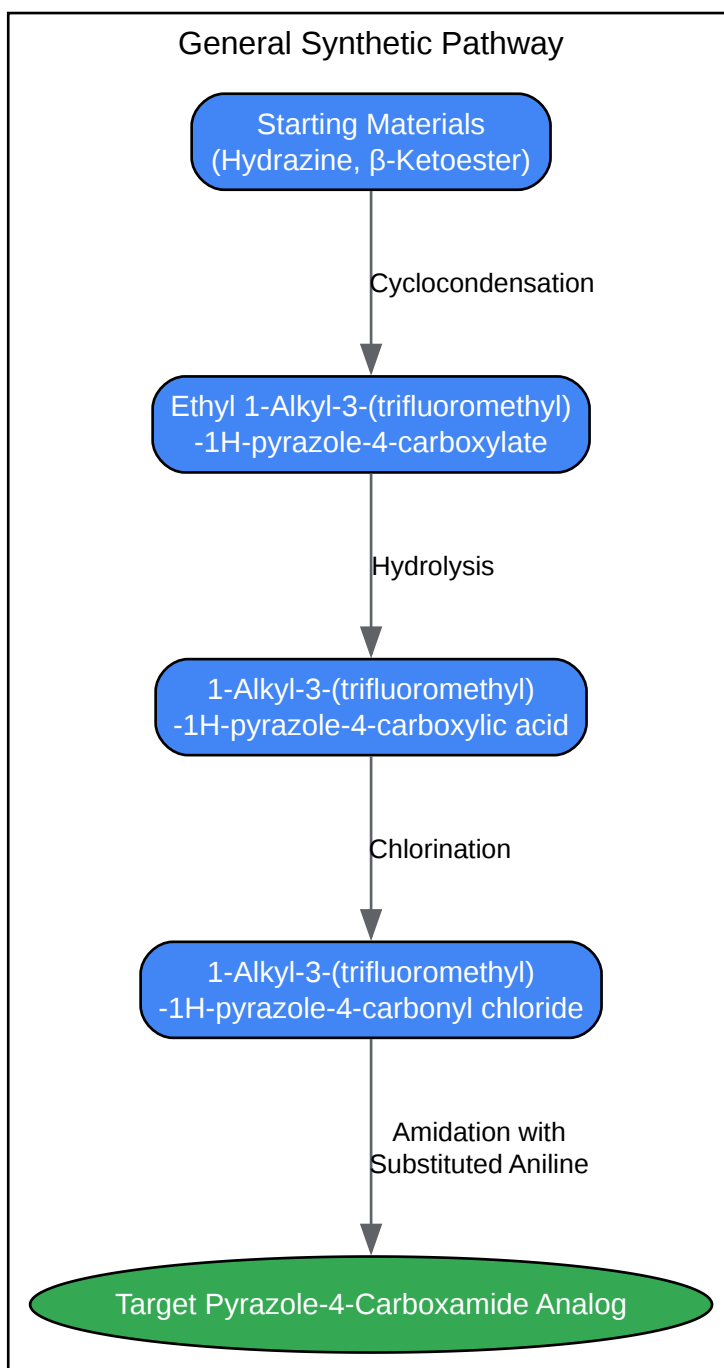 General Synthetic Pathway
Starting Materials
(Hydrazine, β-Ketoester)
Cyclocondensation
Ethyl 1-Alkyl-3-(trifluoromethyl)
-1H-pyrazole-4-carboxylate
Hydrolysis
1-Alkyl-3-(trifluoromethyl)
-1H-pyrazole-4-carboxylic acid
Chlorination
1-Alkyl-3-(trifluoromethyl)
-1H-pyrazole-4-carbonyl chloride
Amidation with
Substituted Aniline
Target Pyrazole-4-Carboxamide Analog